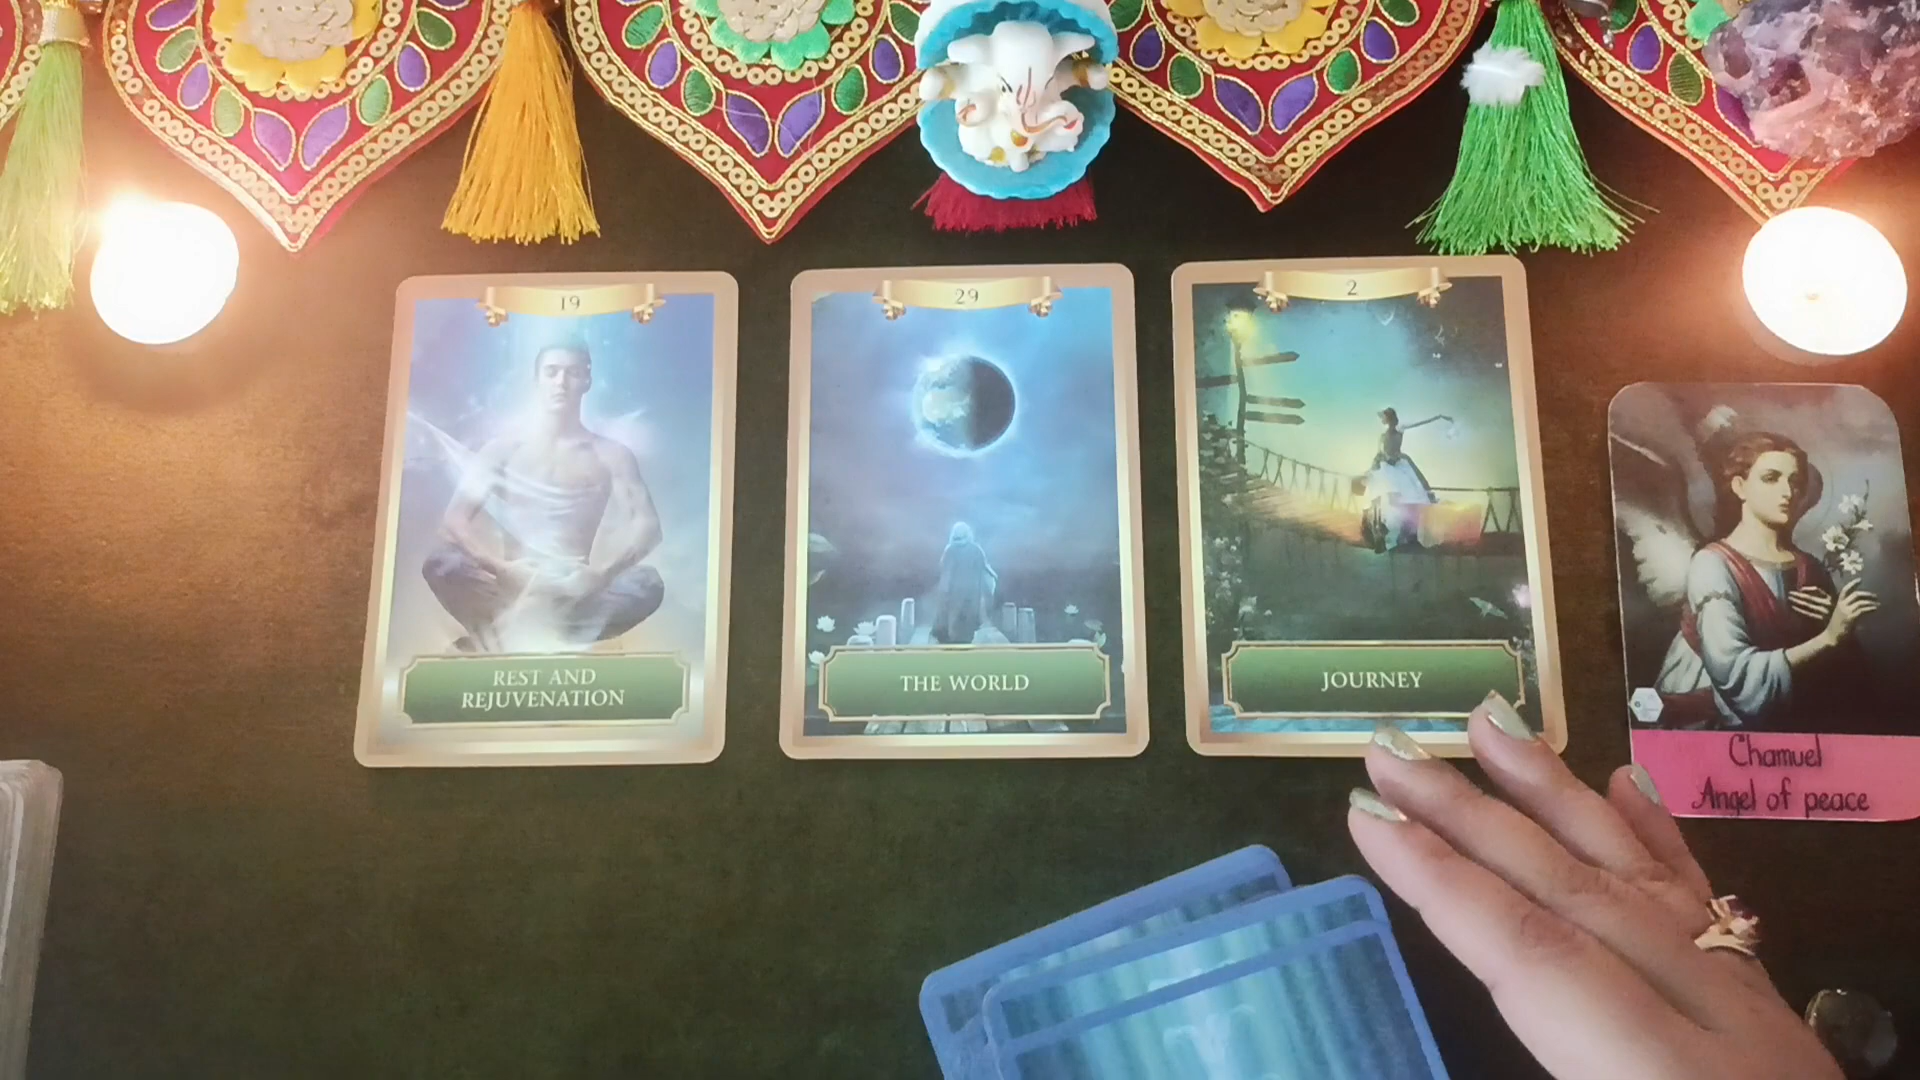 19
REST AND
REJUVENATION
29
THE WORLD
2
JOURNEY
Chamuel
Angel of peace